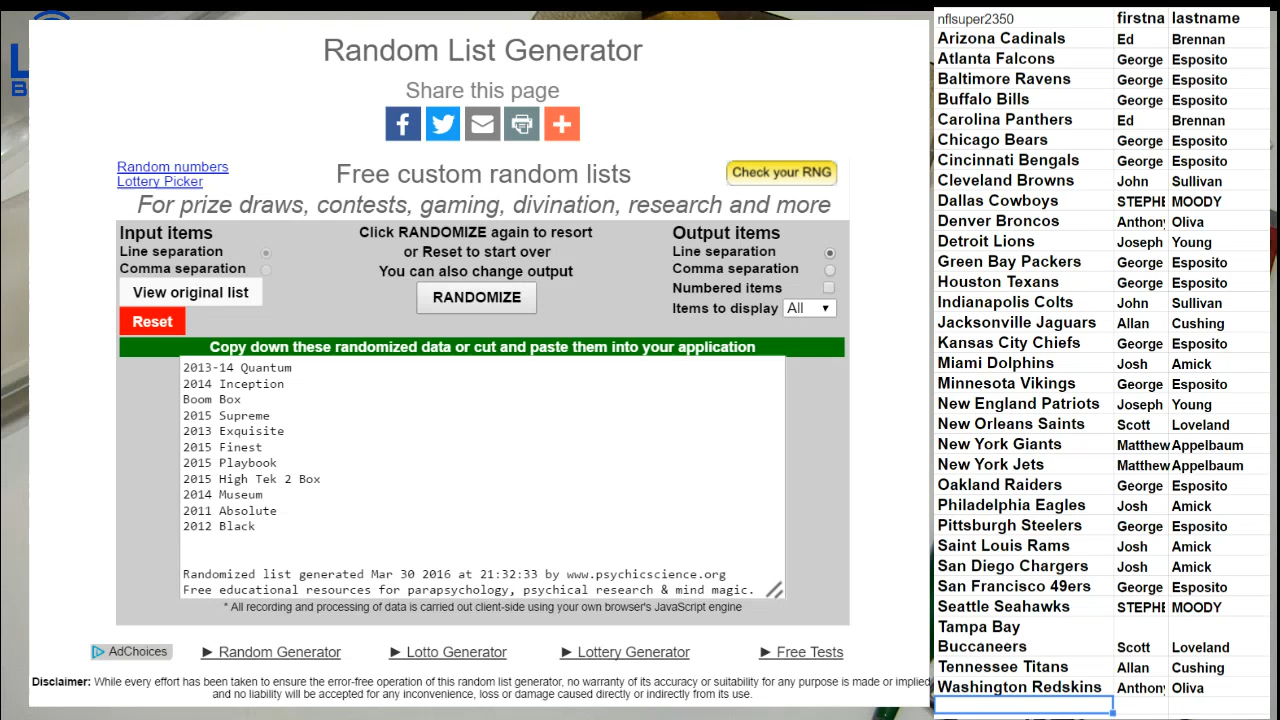 Random List Generator
Share this page
Random numbers
Lottery Picker
Free custom random lists
Check your RNG
For prize draws, contests, gaming, divination, research and more
Input items
Line separation
Comma separation
View original list
Reset
Click RANDOMIZE again to resort
or Reset to start over
You can also change output
RANDOMIZE
Output items
Line separation
Comma separation
Numbered items
Items to display All
Copy down these randomized data or cut and paste them into your application
2013-14 Quantum
2014 Inception
Boom Box
2015 Supreme
2013 Exquisite
2015 Finest
2015 Playbook
2015 High Tek 2 Box
2014 Museum
2011 Absolute
2012 Black
Randomized list generated Mar 30 2016 at 21:32:33 by www.psychicscience.org
Free educational resources for parapsychology, psychical research & mind magic.
* All recording and processing of data is carried out client-side using your own browser's JavaScript engine
AdChoices
► Random Generator
► Lotto Generator
► Lottery Generator
► Free Tests
Disclaimer: While every effort has been taken to ensure the error-free operation of this random list generator, no warranty of its accuracy or suitability for any purpose is made or implied
and no liability will be accepted for any inconvenience, loss or damage caused directly or indirectly from its use.
nflsuper2350 firstna lastname
Arizona Cadinals Ed Brennan
Atlanta Falcons George Esposito
Baltimore Ravens George Esposito
Buffalo Bills George Esposito
Carolina Panthers Ed Brennan
Chicago Bears George Esposito
Cincinnati Bengals George Esposito
Cleveland Browns John Sullivan
Dallas Cowboys STEPHE MOODY
Denver Broncos Anthony Oliva
Detroit Lions Joseph Young
Green Bay Packers George Esposito
Houston Texans George Esposito
Indianapolis Colts John Sullivan
Jacksonville Jaguars Allan Cushing
Kansas City Chiefs George Esposito
Miami Dolphins Josh Amick
Minnesota Vikings George Esposito
New England Patriots Joseph Young
New Orleans Saints Scott Loveland
New York Giants Matthew Appelbaum
New York Jets Matthew Appelbaum
Oakland Raiders George Esposito
Philadelphia Eagles Josh Amick
Pittsburgh Steelers George Esposito
Saint Louis Rams Josh Amick
San Diego Chargers Josh Amick
San Francisco 49ers George Esposito
Seattle Seahawks STEPHE MOODY
Tampa Bay
Buccaneers Scott Loveland
Tennessee Titans Allan Cushing
Washington Redskins Anthony Oliva